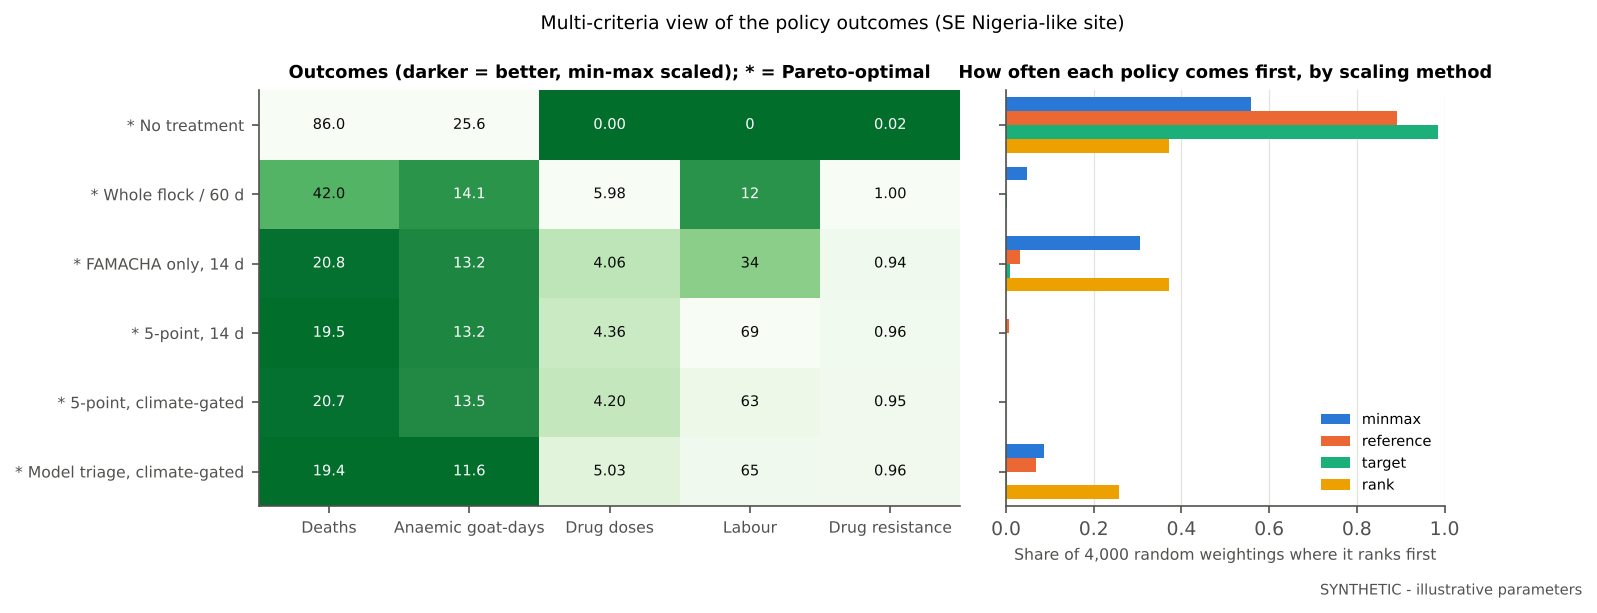 Multi-criteria view of the policy outcomes (SE Nigeria-like site)
Outcomes (darker = better, min-max scaled); * = Pareto-optimal
* No treatment 86.0 25.6 0.00 0 0.02
* Whole flock / 60 d 42.0 14.1 5.98 12 1.00
* FAMACHA only, 14 d 20.8 13.2 4.06 34 0.94
* 5-point, 14 d 19.5 13.2 4.36 69 0.96
* 5-point, climate-gated 20.7 13.5 4.20 63 0.95
* Model triage, climate-gated 19.4 11.6 5.03 65 0.96
Deaths Anaemic goat-days Drug doses Labour Drug resistance
How often each policy comes first, by scaling method
minmax
reference
target
rank
0.0 0.2 0.4 0.6 0.8 1.0
Share of 4,000 random weightings where it ranks first
SYNTHETIC - illustrative parameters